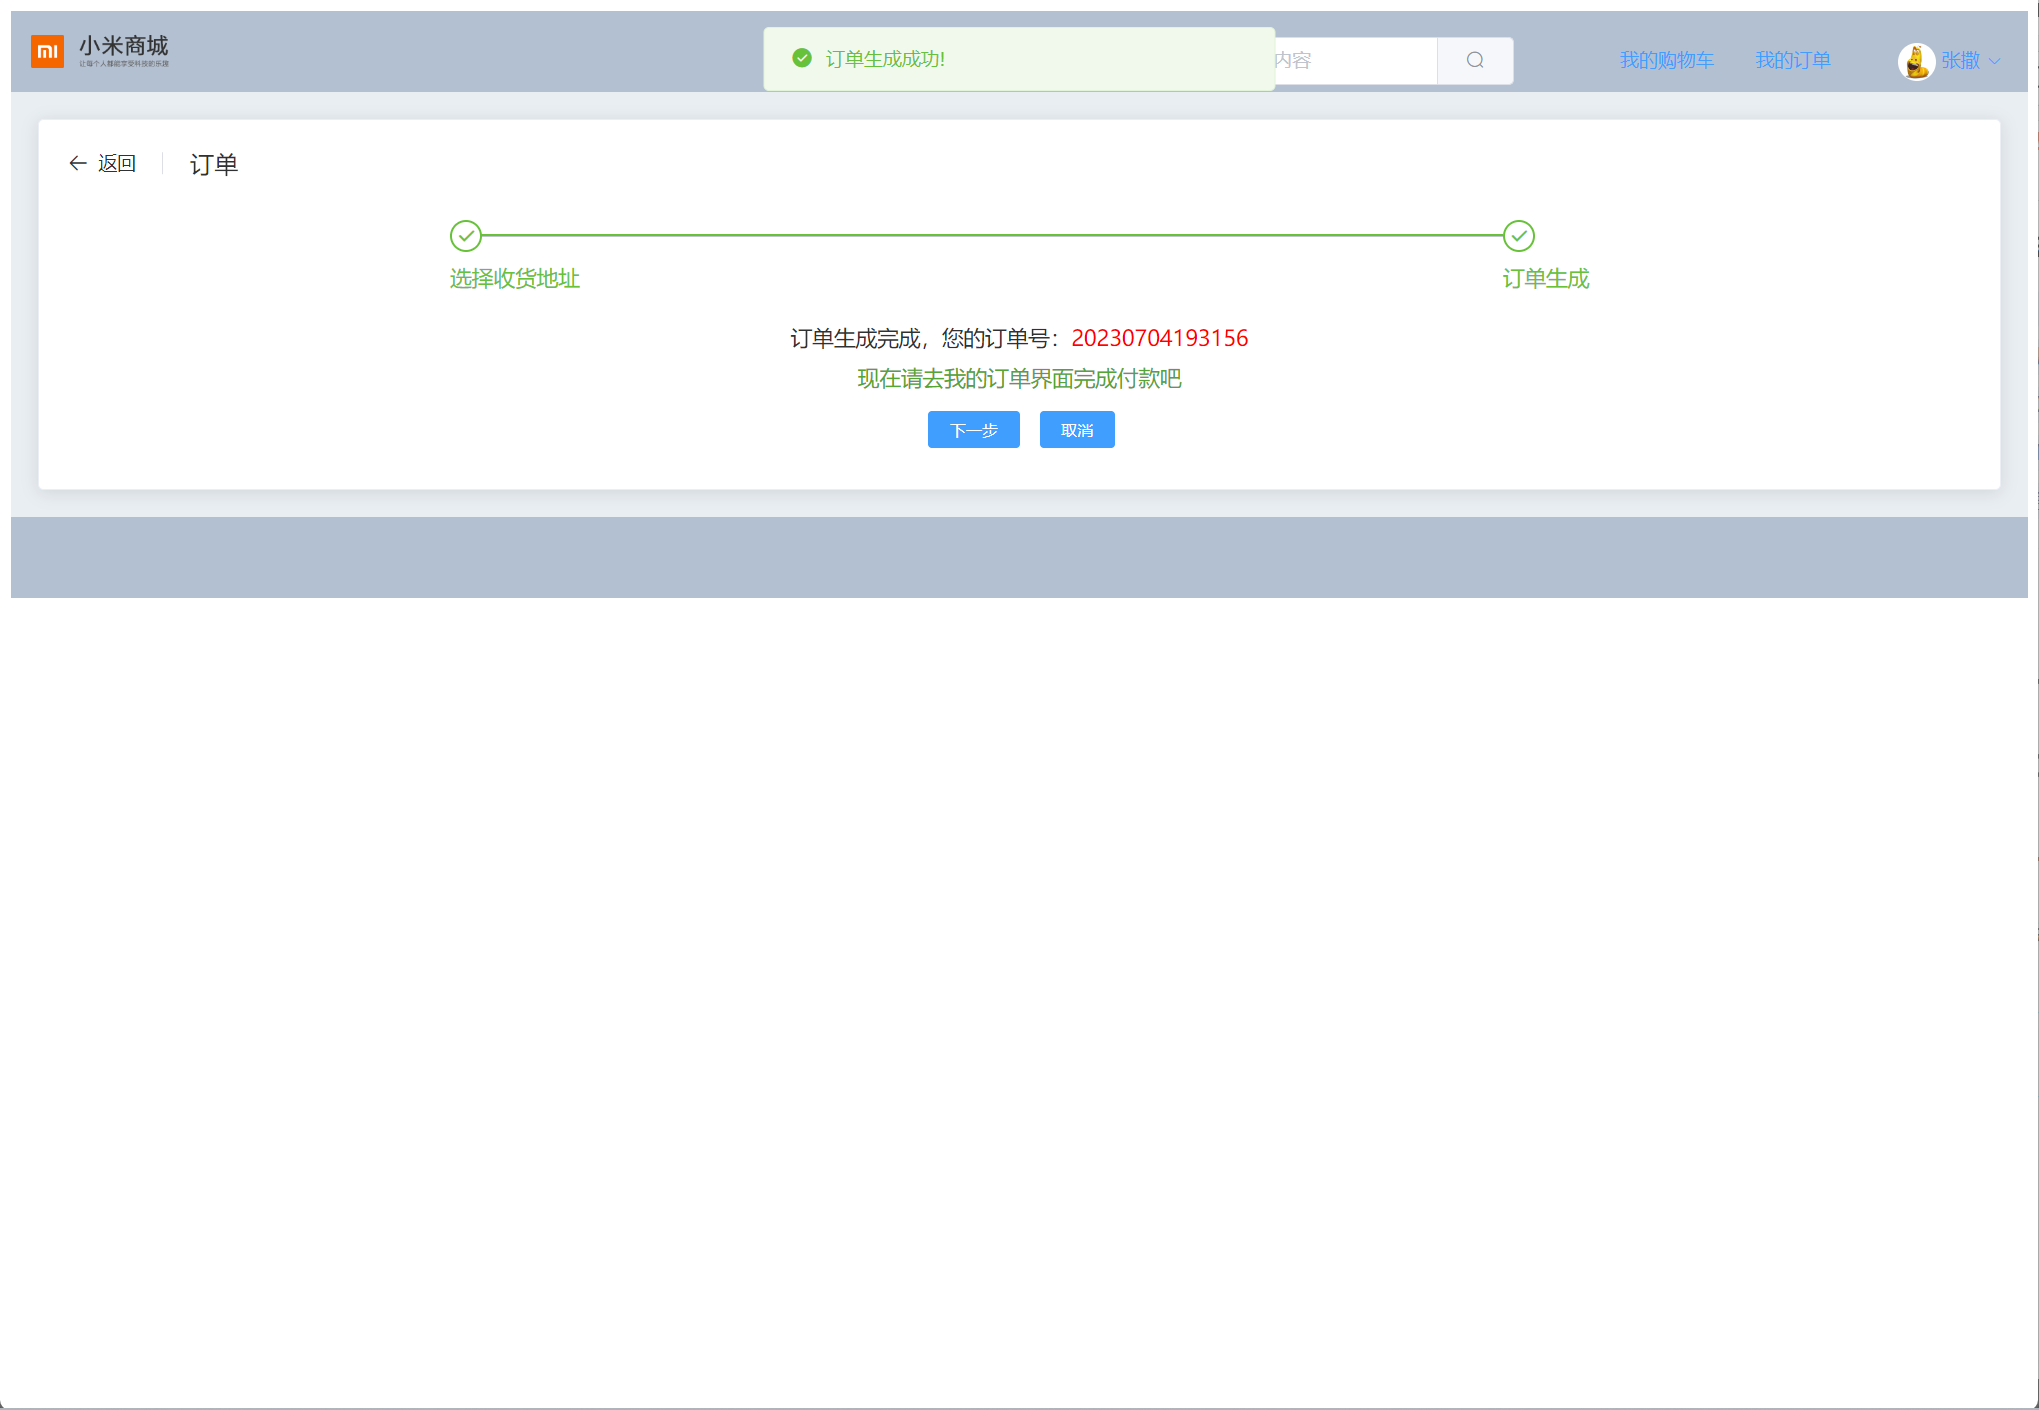 小米商城
让每个人都能享受科技的乐趣
订单生成成功!
内容
我的购物车
我的订单
张撒
返回
订单
选择收货地址
订单生成
订单生成完成，您的订单号：20230704193156
现在请去我的订单界面完成付款吧
下一步
取消